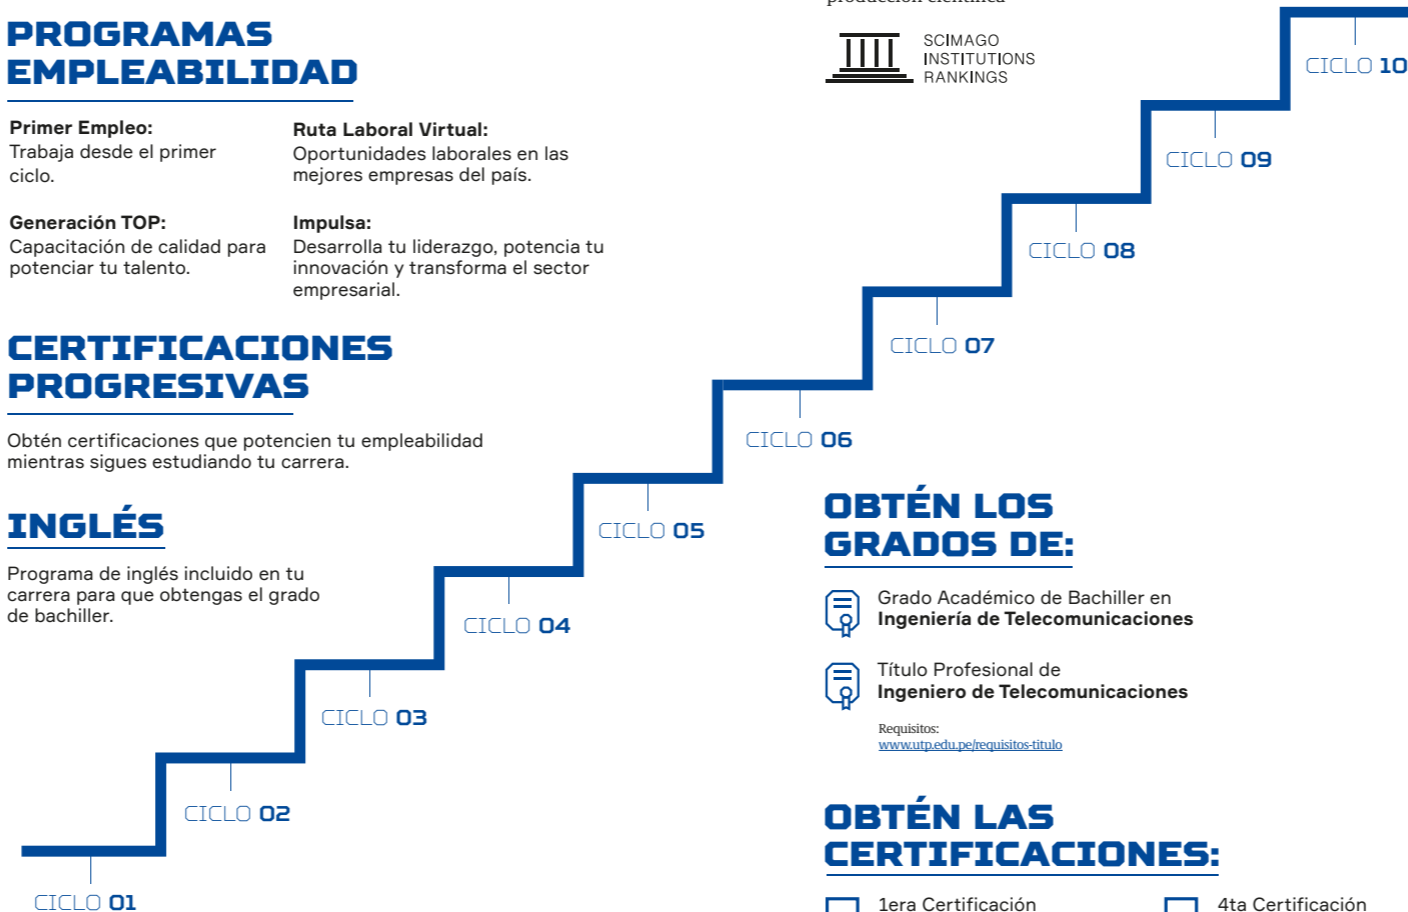 producción científica
SCIMAGO
INSTITUTIONS
RANKINGS
PROGRAMAS
EMPLEABILIDAD
Primer Empleo:
Trabaja desde el primer
ciclo.
Ruta Laboral Virtual:
Oportunidades laborales en las
mejores empresas del país.
Generación TOP:
Capacitación de calidad para
potenciar tu talento.
Impulsa:
Desarrolla tu liderazgo, potencia tu
innovación y transforma el sector
empresarial.
CERTIFICACIONES
PROGRESIVAS
Obtén certificaciones que potencien tu empleabilidad
mientras sigues estudiando tu carrera.
INGLÉS
Programa de inglés incluido en tu
carrera para que obtengas el grado
de bachiller.
CICLO 10
CICLO 09
CICLO 08
CICLO 07
CICLO 06
CICLO 05
CICLO 04
CICLO 03
CICLO 02
CICLO 01
OBTÉN LOS
GRADOS DE:
Grado Académico de Bachiller en
Ingeniería de Telecomunicaciones
Título Profesional de
Ingeniero de Telecomunicaciones
Requisitos:
www.utp.edu.pe/requisitos-titulo
OBTÉN LAS
CERTIFICACIONES:
1era Certificación
4ta Certificación